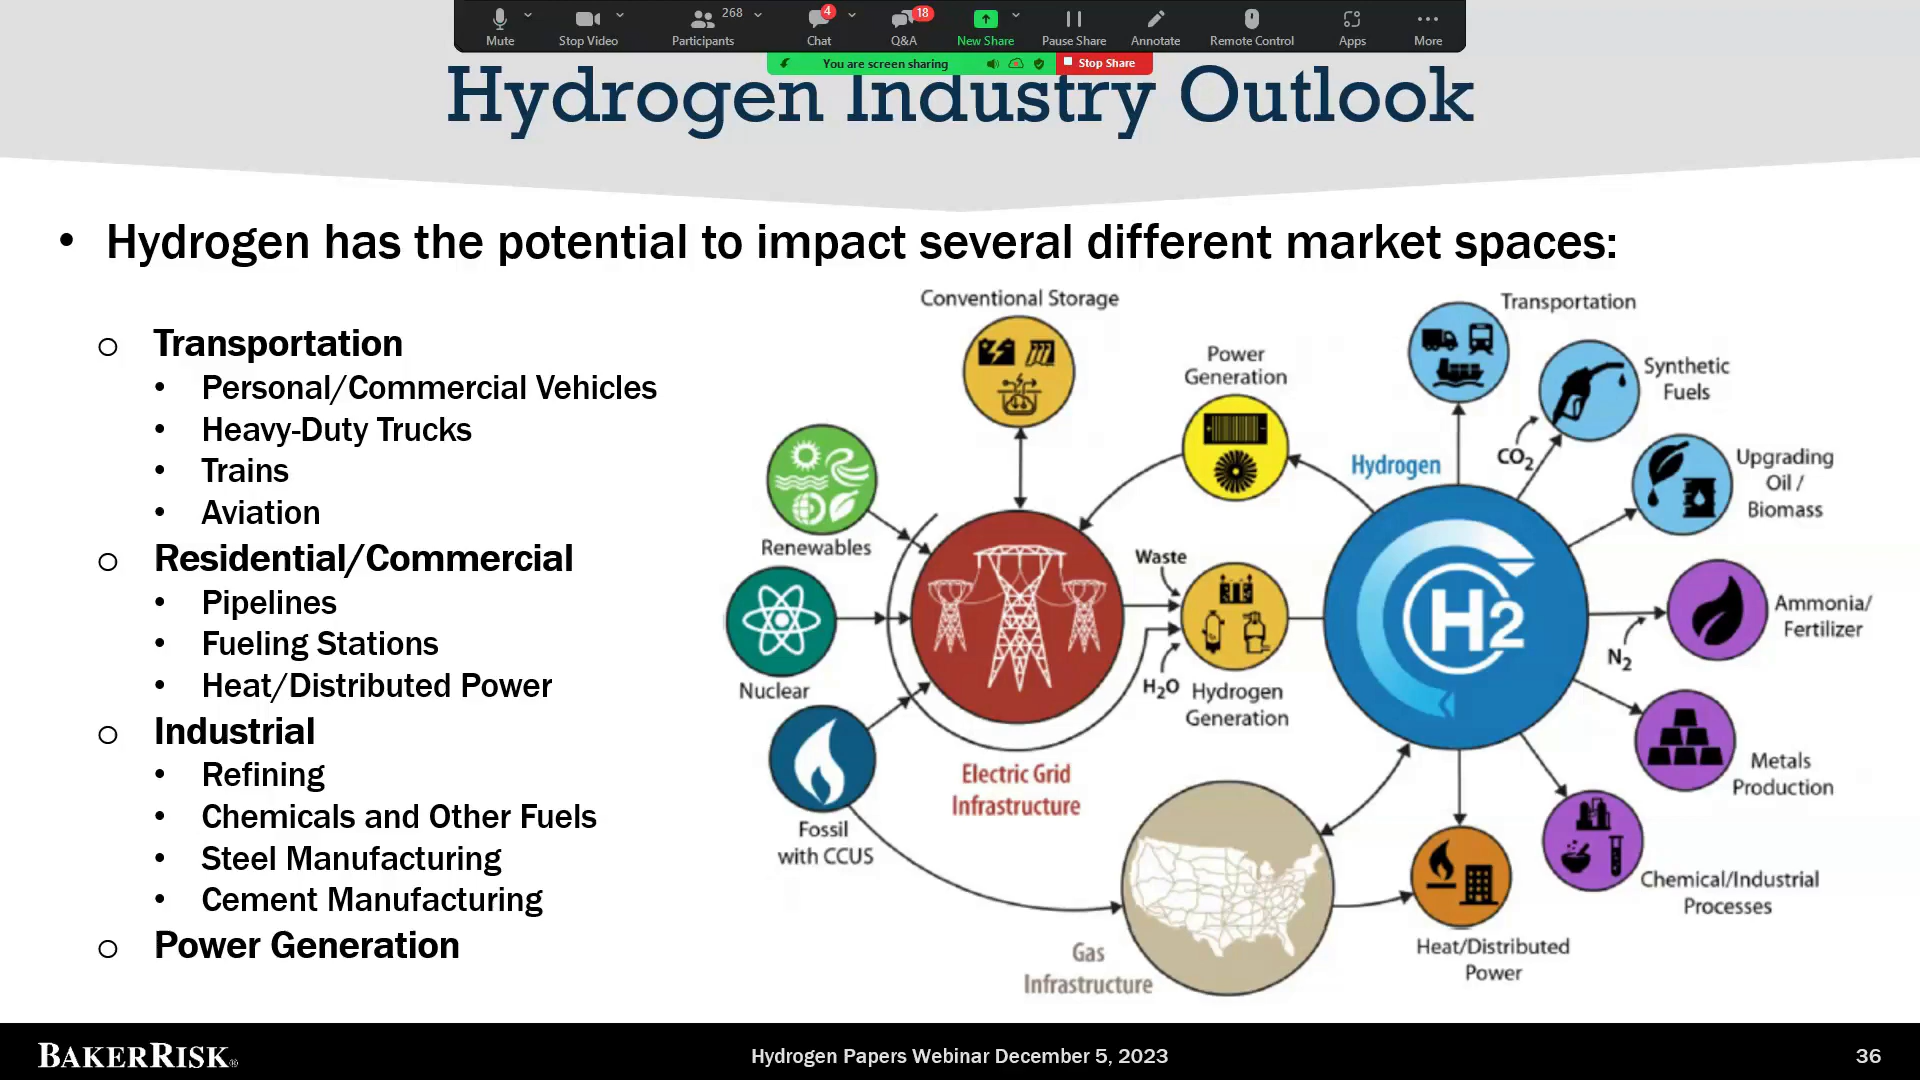 Mute
Stop Video
268
Participants
4
Chat
18
Q&A
New Share
Pause Share
Annotate
Remote Control
Apps
More
You are screen sharing
Stop Share
Hydrogen Industry Outlook
• Hydrogen has the potential to impact several different market spaces:
o Transportation
• Personal/Commercial Vehicles
• Heavy-Duty Trucks
• Trains
• Aviation
o Residential/Commercial
• Pipelines
• Fueling Stations
• Heat/Distributed Power
o Industrial
• Refining
• Chemicals and Other Fuels
• Steel Manufacturing
• Cement Manufacturing
o Power Generation
Conventional Storage
Renewables
Nuclear
Fossil
with CCUS
Electric Grid
Infrastructure
Power
Generation
Waste
H₂O
Hydrogen
Generation
Gas
Infrastructure
Hydrogen
H2
Transportation
CO₂
Synthetic
Fuels
Upgrading
Oil /
Biomass
N₂
Ammonia/
Fertilizer
Metals
Production
Chemical/Industrial
Processes
Heat/Distributed
Power
BAKERRISK®
Hydrogen Papers Webinar December 5, 2023
36